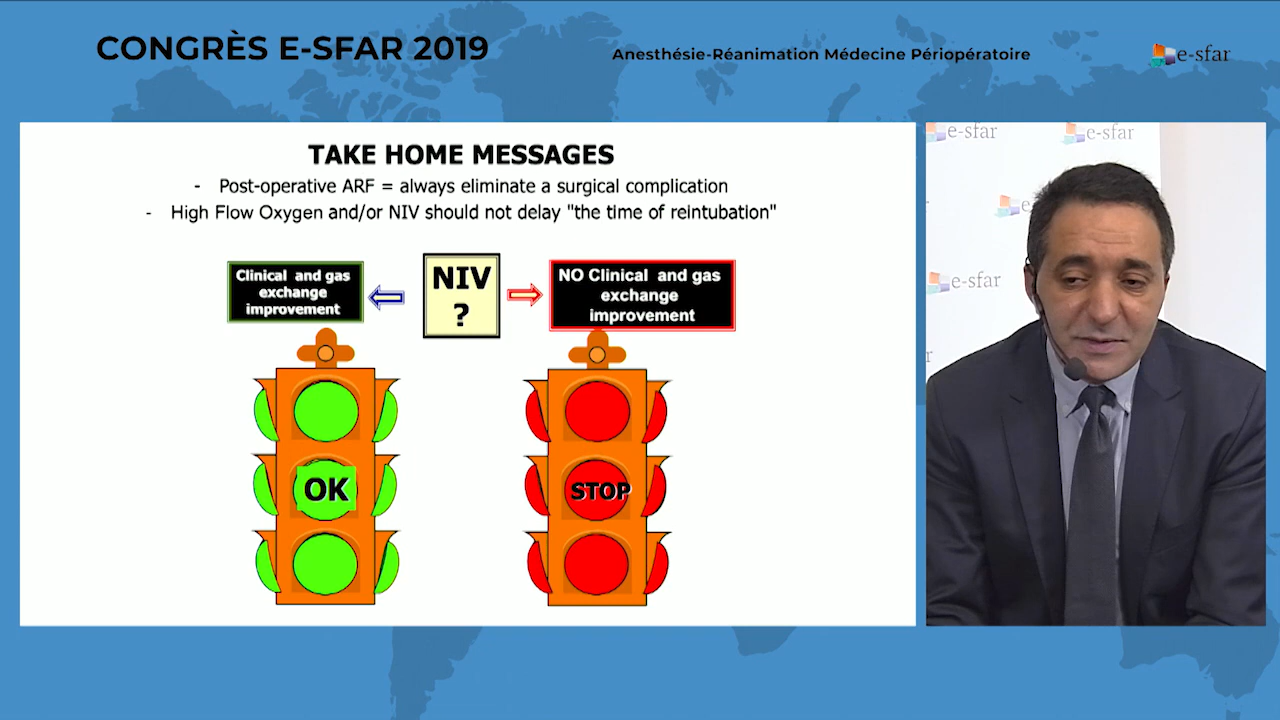 CONGRÈS E-SFAR 2019
Anesthésie-Réanimation Médecine Périopératoire
e-sfar
TAKE HOME MESSAGES
- Post-operative ARF = always eliminate a surgical complication
- High Flow Oxygen and/or NIV should not delay "the time of reintubation"
Clinical and gas
exchange
improvement
NIV
?
NO Clinical and gas
exchange
improvement
OK
STOP
e-sfar
e-sfar
e-sfar